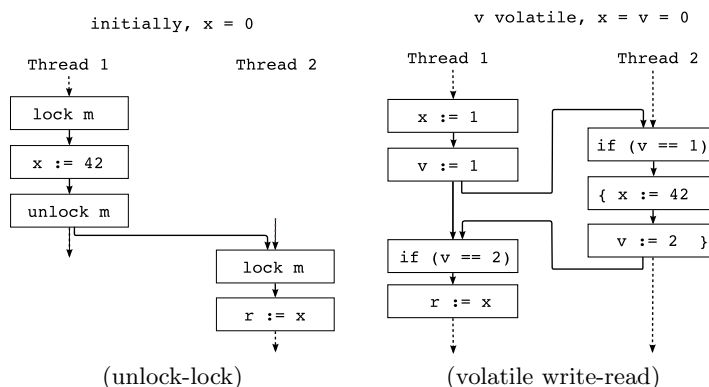 initially, x = 0
Thread 1
Thread 2
lock m
x := 42
unlock m
lock m
r := x
(unlock-lock)
v volatile, x = v = 0
Thread 1
Thread 2
x := 1
v := 1
if (v == 1)
{ x := 42
v := 2 }
if (v == 2)
r := x
(volatile write-read)